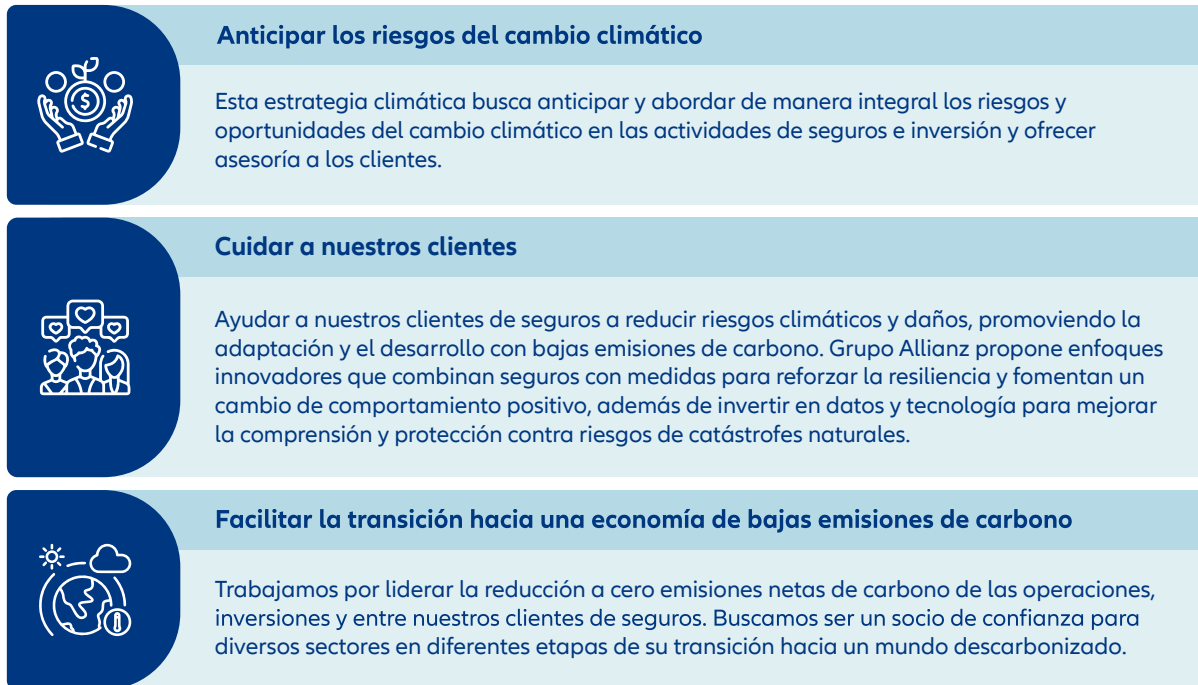 Anticipar los riesgos del cambio climático
Esta estrategia climática busca anticipar y abordar de manera integral los riesgos y
oportunidades del cambio climático en las actividades de seguros e inversión y ofrecer
asesoría a los clientes.
Cuidar a nuestros clientes
Ayudar a nuestros clientes de seguros a reducir riesgos climáticos y daños, promoviendo la
adaptación y el desarrollo con bajas emisiones de carbono. Grupo Allianz propone enfoques
innovadores que combinan seguros con medidas para reforzar la resiliencia y fomentan un
cambio de comportamiento positivo, además de invertir en datos y tecnología para mejorar
la comprensión y protección contra riesgos de catástrofes naturales.
Facilitar la transición hacia una economía de bajas emisiones de carbono
Trabajamos por liderar la reducción a cero emisiones netas de carbono de las operaciones,
inversiones y entre nuestros clientes de seguros. Buscamos ser un socio de confianza para
diversos sectores en diferentes etapas de su transición hacia un mundo descarbonizado.